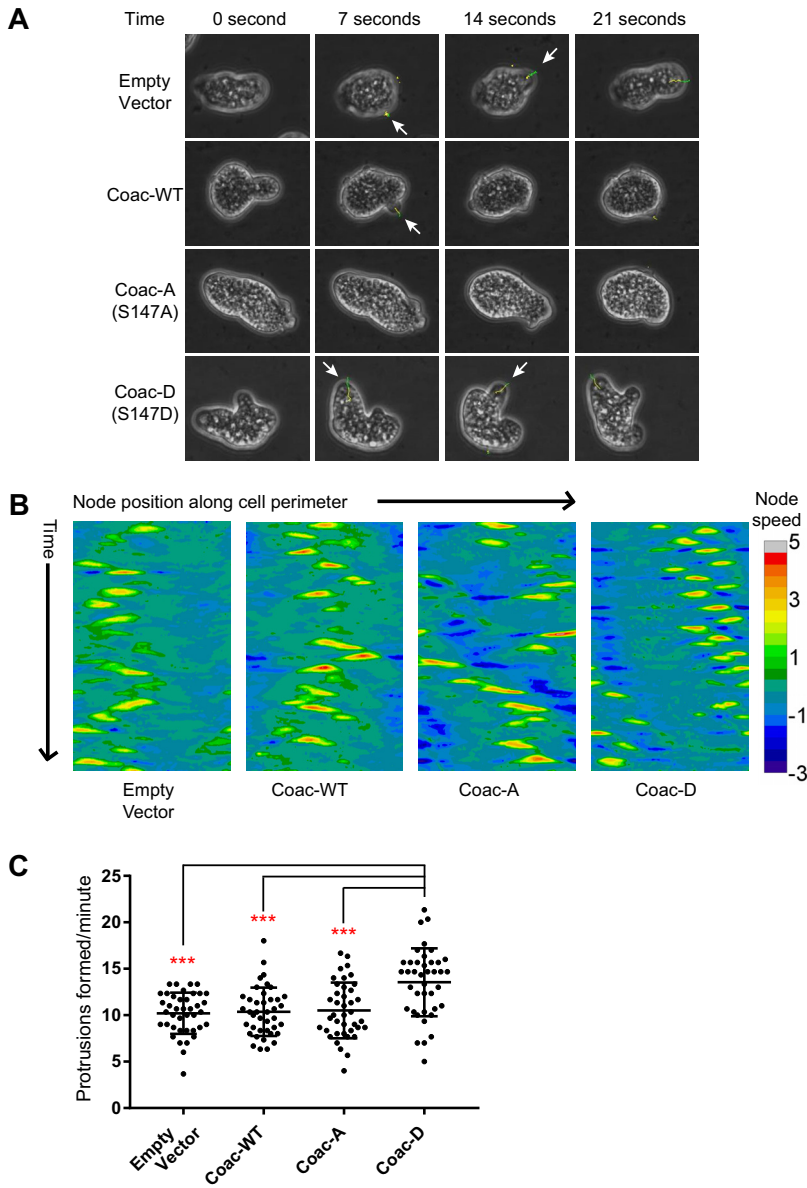 A
Time 0 second 7 seconds 14 seconds 21 seconds
Empty
Vector
Coac-WT
Coac-A
(S147A)
Coac-D
(S147D)
B
Node position along cell perimeter
Time
Node
speed
5
3
1
-1
-3
Empty
Vector
Coac-WT
Coac-A
Coac-D
C
Protrusions formed/minute
25
20
15
10
5
0
***
***
***
Empty
Vector
Coac-WT
Coac-A
Coac-D